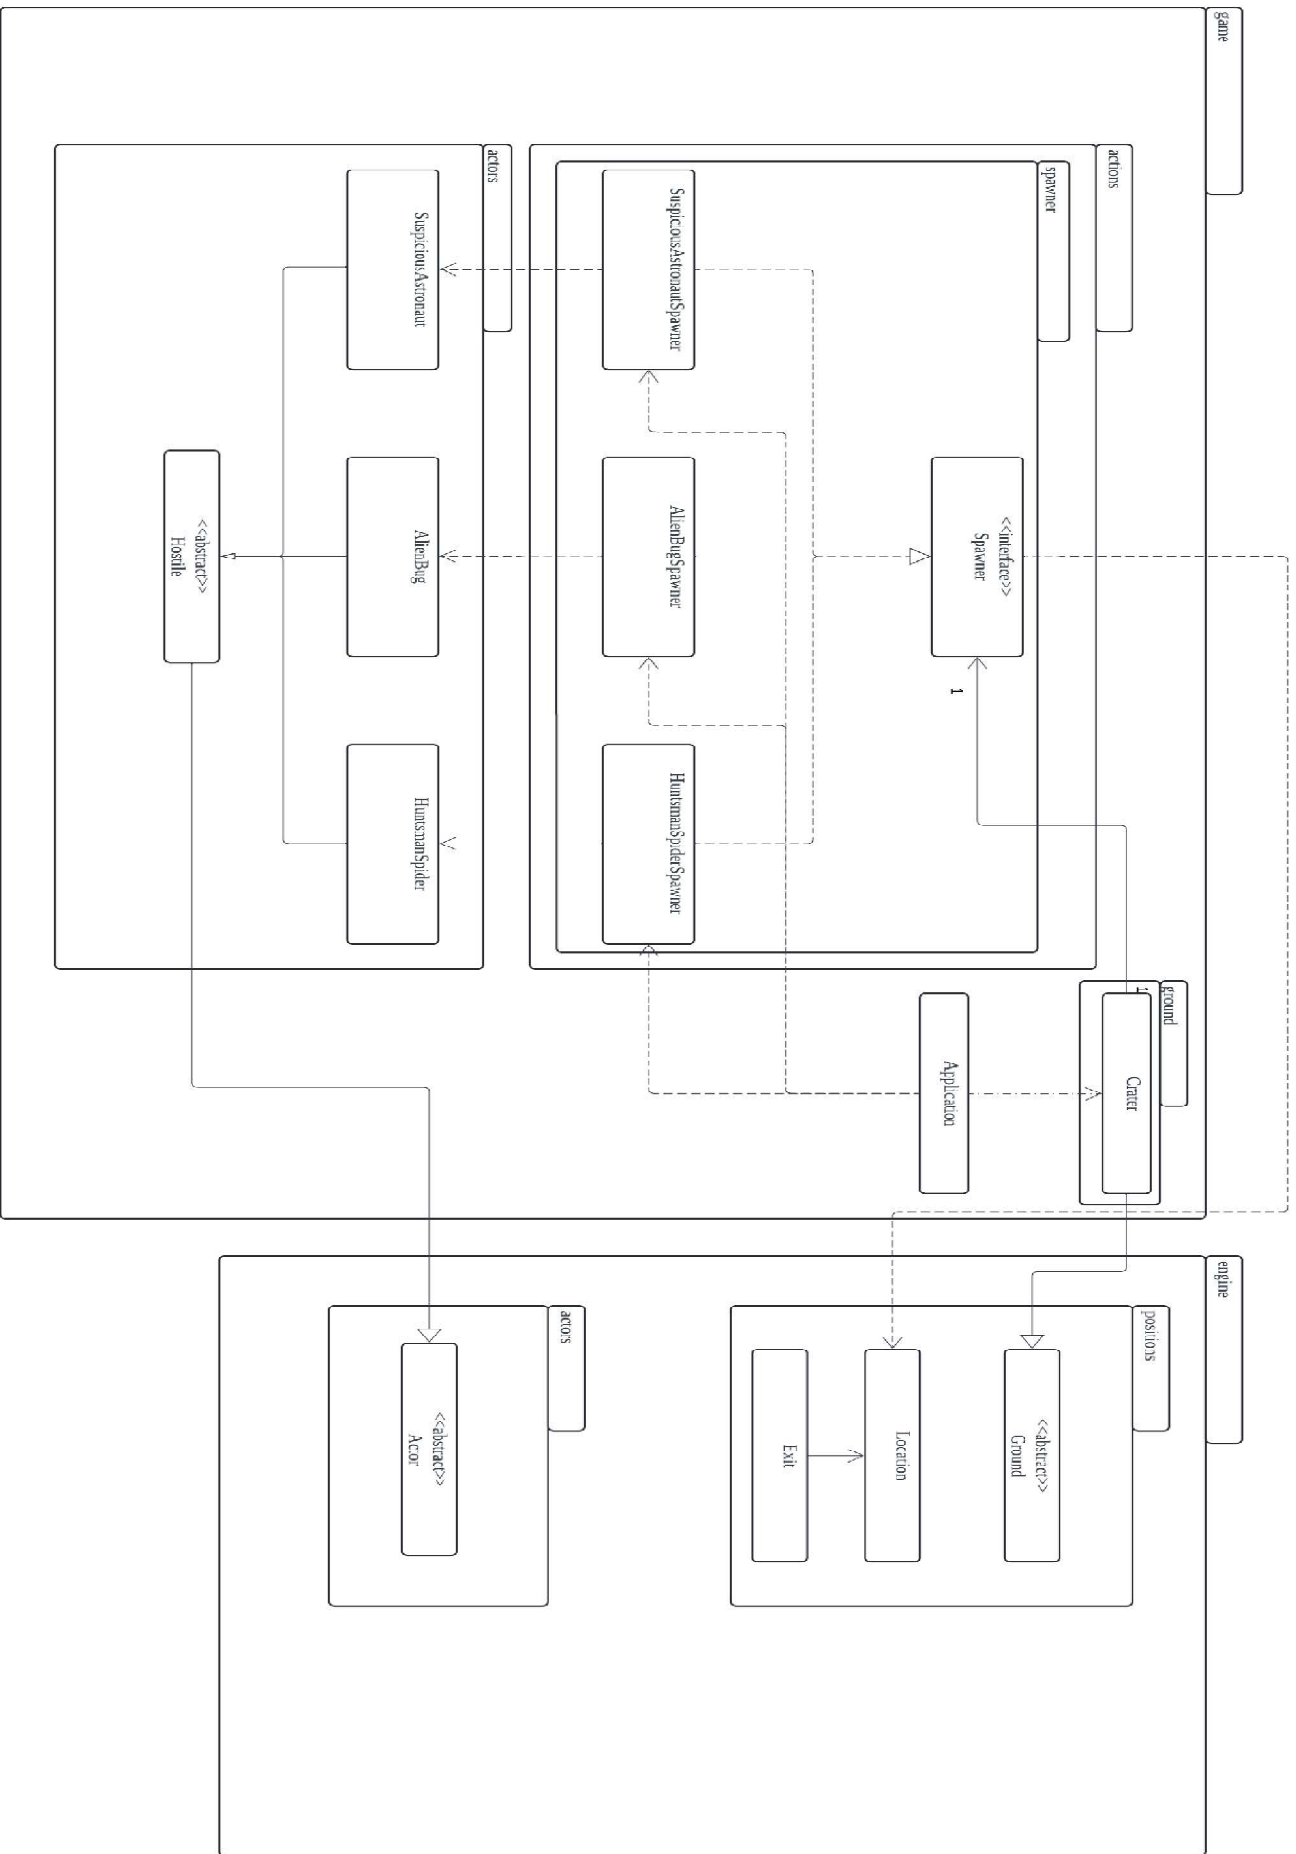 game
actions
spawner
<<interface>>
Spawner
1
SuspiciousAstronautSpawner
AlienBugSpawner
HuntsmanSpiderSpawner
actors
SuspiciousAstronaut
AlienBug
HuntsmanSpider
<<abstract>>
Hostile
ground
1
Crater
Application
engine
positions
<<abstract>>
Ground
Location
Exit
actors
<<abstract>>
Actor